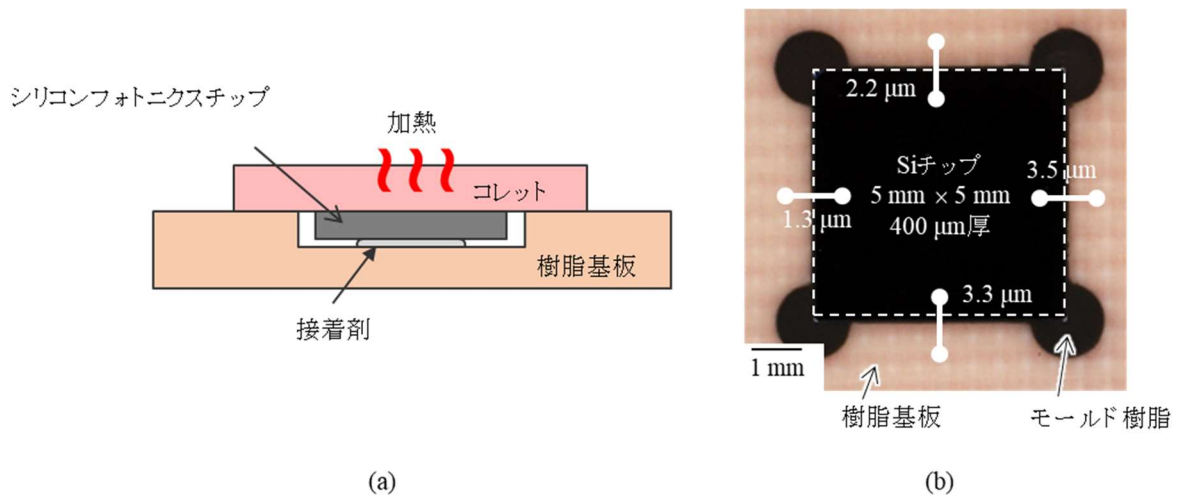 シリコンフォトニクスチップ
加熱
コレット
樹脂基板
接着剤
(a)
2.2 μm
Siチップ
5 mm × 5 mm
400 μm厚
3.5 μm
1.3 μm
3.3 μm
1 mm
樹脂基板
モールド樹脂
(b)